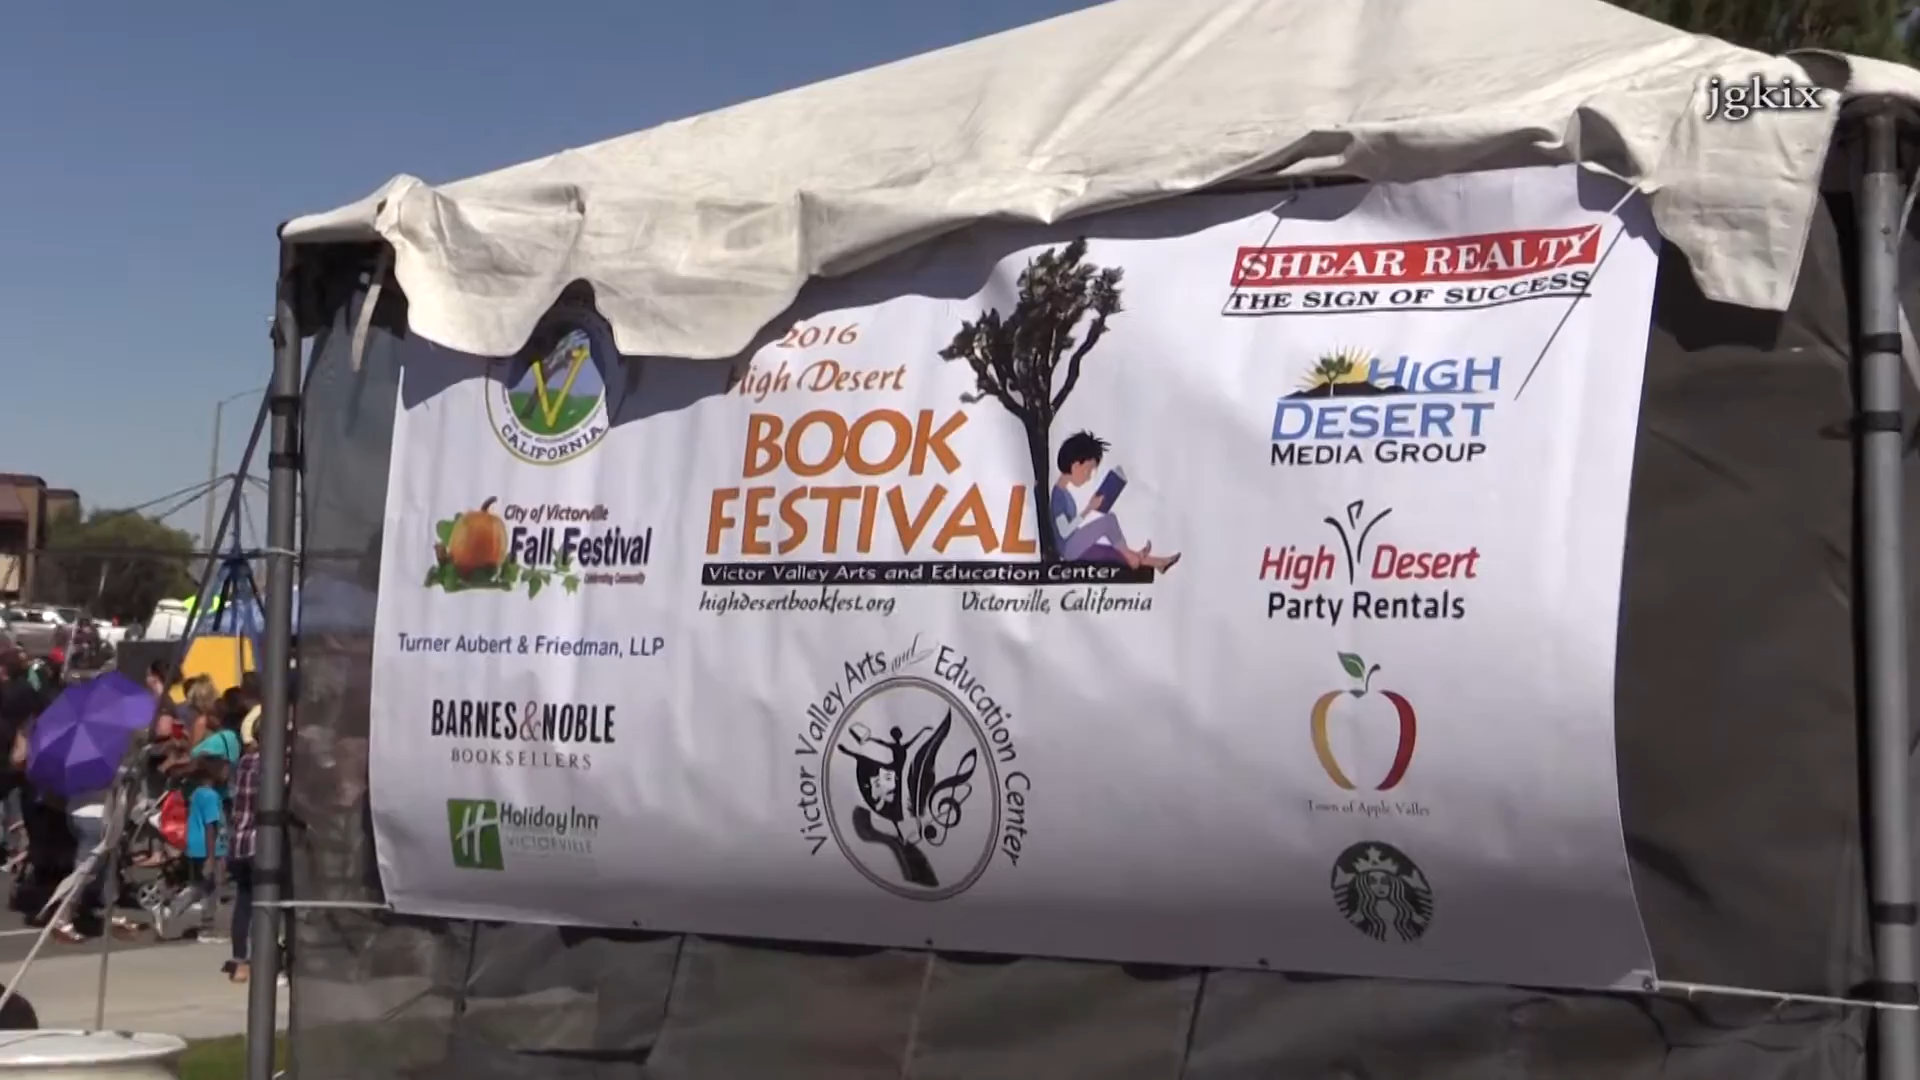 jgkix
CALIFORNIA
City of Victorville
Fall Festival
Celebrating Community
Turner Aubert & Friedman, LLP
BARNES & NOBLE
BOOKSELLERS
Holiday Inn
VICTORVILLE
2016
High Desert
BOOK
FESTIVAL
Victor Valley Arts and Education Center
highdesertbookfest.org Victorville, California
Victor Valley Arts and Education Center
SHEAR REALTY
THE SIGN OF SUCCESS
HIGH
DESERT
MEDIA GROUP
High Desert
Party Rentals
Town of Apple Valley